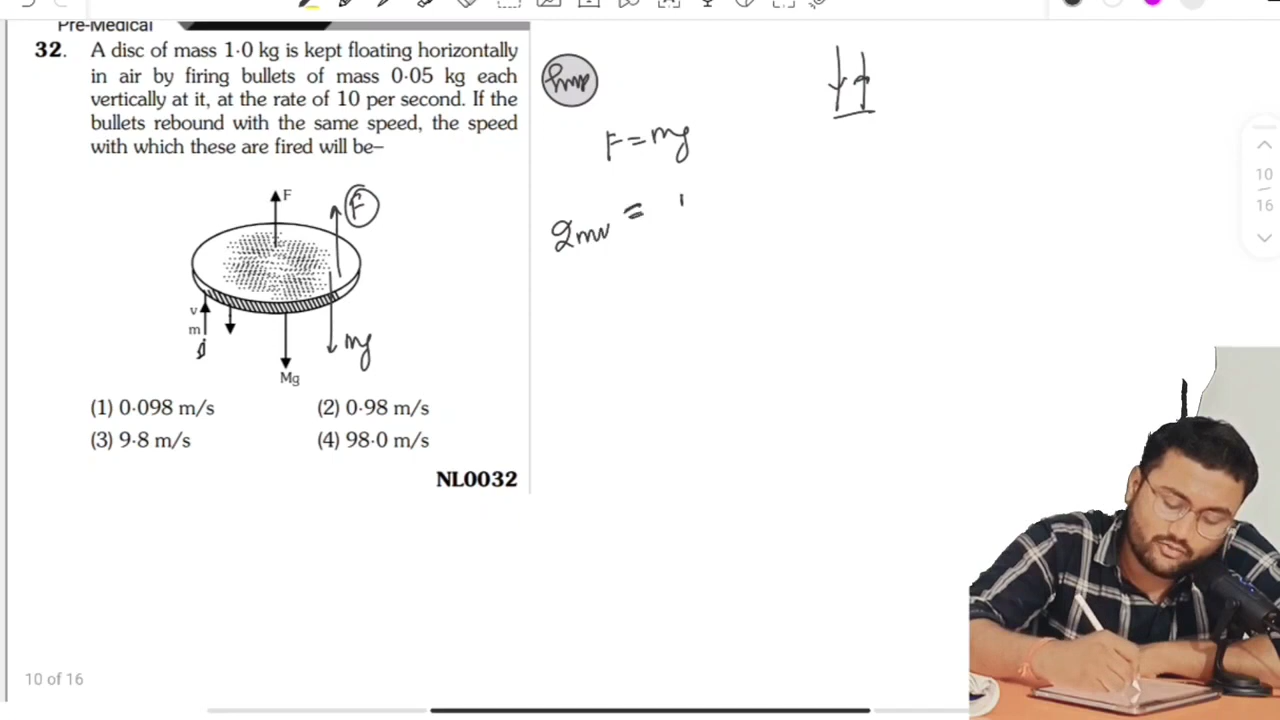 Pre-Medical
32. A disc of mass 1·0 kg is kept floating horizontally
in air by firing bullets of mass 0·05 kg each
vertically at it, at the rate of 10 per second. If the
bullets rebound with the same speed, the speed
with which these are fired will be–
F
F
v
m
mg
Mg
(1) 0·098 m/s (2) 0·98 m/s
(3) 9·8 m/s (4) 98·0 m/s
NL0032
Imp
F = mg
2mv =
10
16
10 of 16